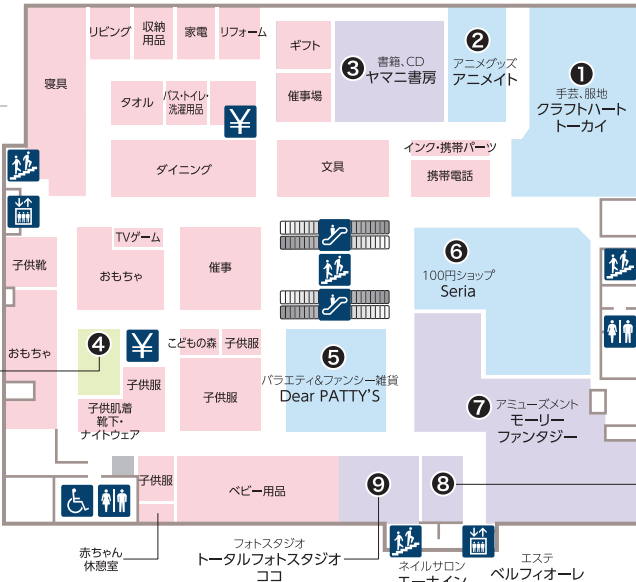 リビング
収納
用品
家電
リフォーム
寝具
タオル
バス・トイレ・
洗濯用品
¥
ダイニング
ギフト
催事場
❸
書籍、CD
ヤマニ書房
❷
アニメグッズ
アニメイト
❶
手芸、服地
クラフトハート
トーカイ
文具
インク・携帯パーツ
携帯電話
子供靴
TVゲーム
おもちゃ
催事
❻
100円ショップ
Seria
おもちゃ
❹
¥
こどもの森
子供服
子供服
子供肌着
靴下・
ナイトウェア
子供服
❺
バラエティ&ファンシー雑貨
Dear PATTY'S
❼
アミューズメント
モーリー
ファンタジー
子供服
ベビー用品
❾
❽
赤ちゃん
休憩室
フォトスタジオ
トータルフォトスタジオ
ココ
ネイルサロン
エステ
ベルフィオーレ